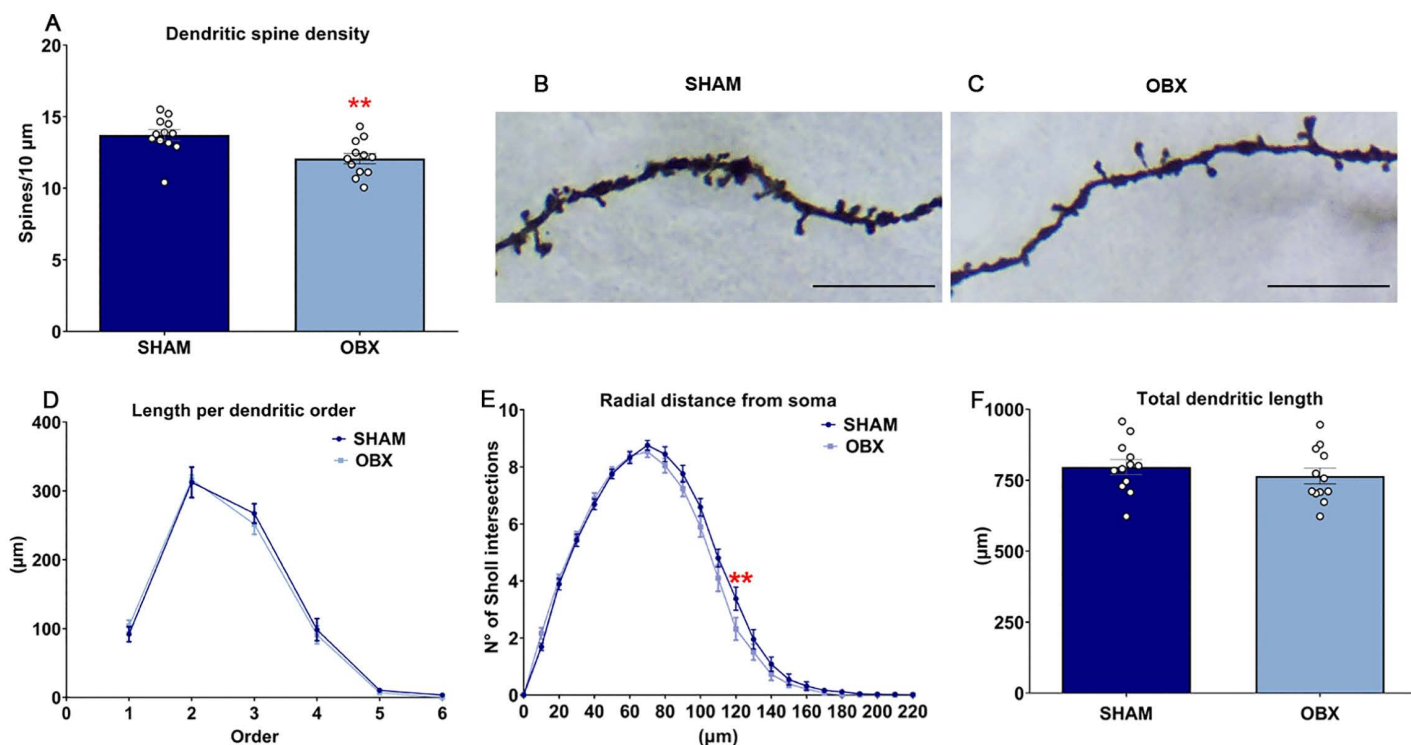 A
Dendritic spine density
Spines/10 µm
20
15
10
5
0
**
SHAM
OBX
B
SHAM
C
OBX
D
Length per dendritic order
(µm)
400
300
200
100
0
SHAM
OBX
0 1 2 3 4 5 6
Order
E
Radial distance from soma
N° of Sholl intersections
10
8
6
4
2
0
SHAM
OBX
**
0 20 40 60 80 100 120 140 160 180 200 220
(µm)
F
Total dendritic length
(µm)
1000
750
500
250
0
SHAM
OBX